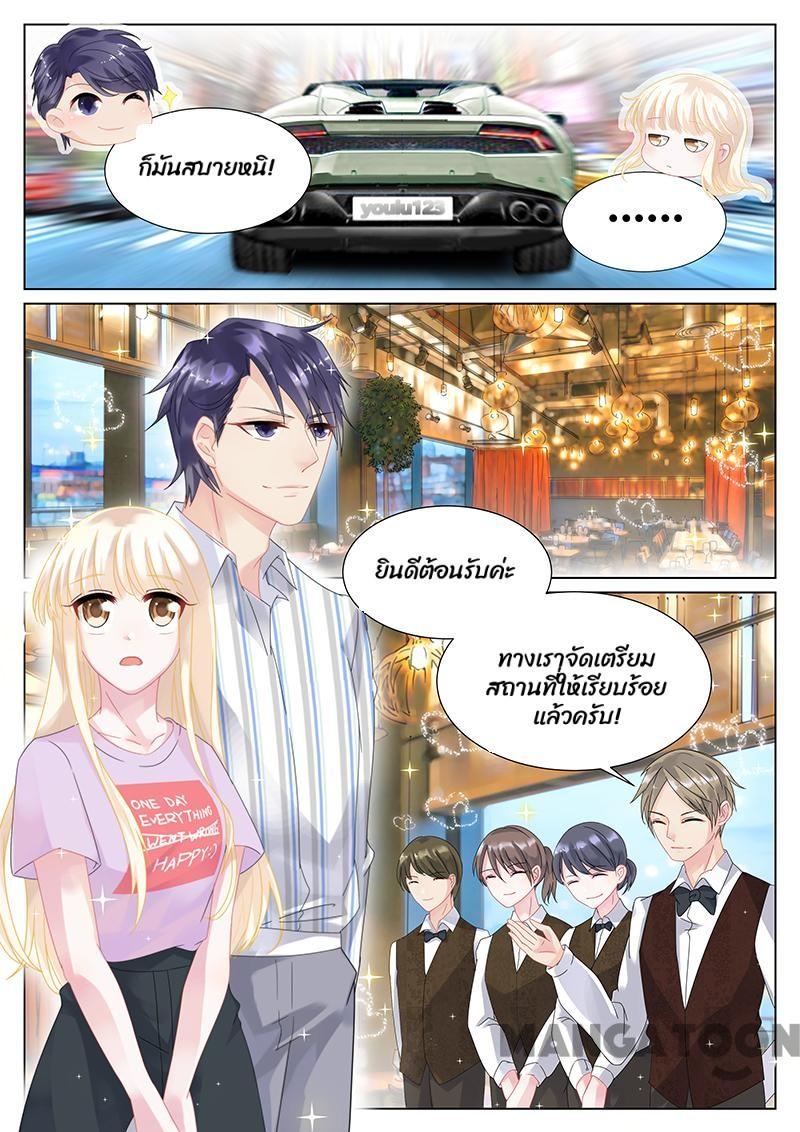 ก็มันสบายหนิ!
youlu123
......
ยินดีต้อนรับค่ะ
ทางเราจัดเตรียม
สถานที่ให้เรียบร้อย
แล้วครับ!
ONE DAY
EVERYTHING
WENT WRONG
HAPPY:)
MANGATOON